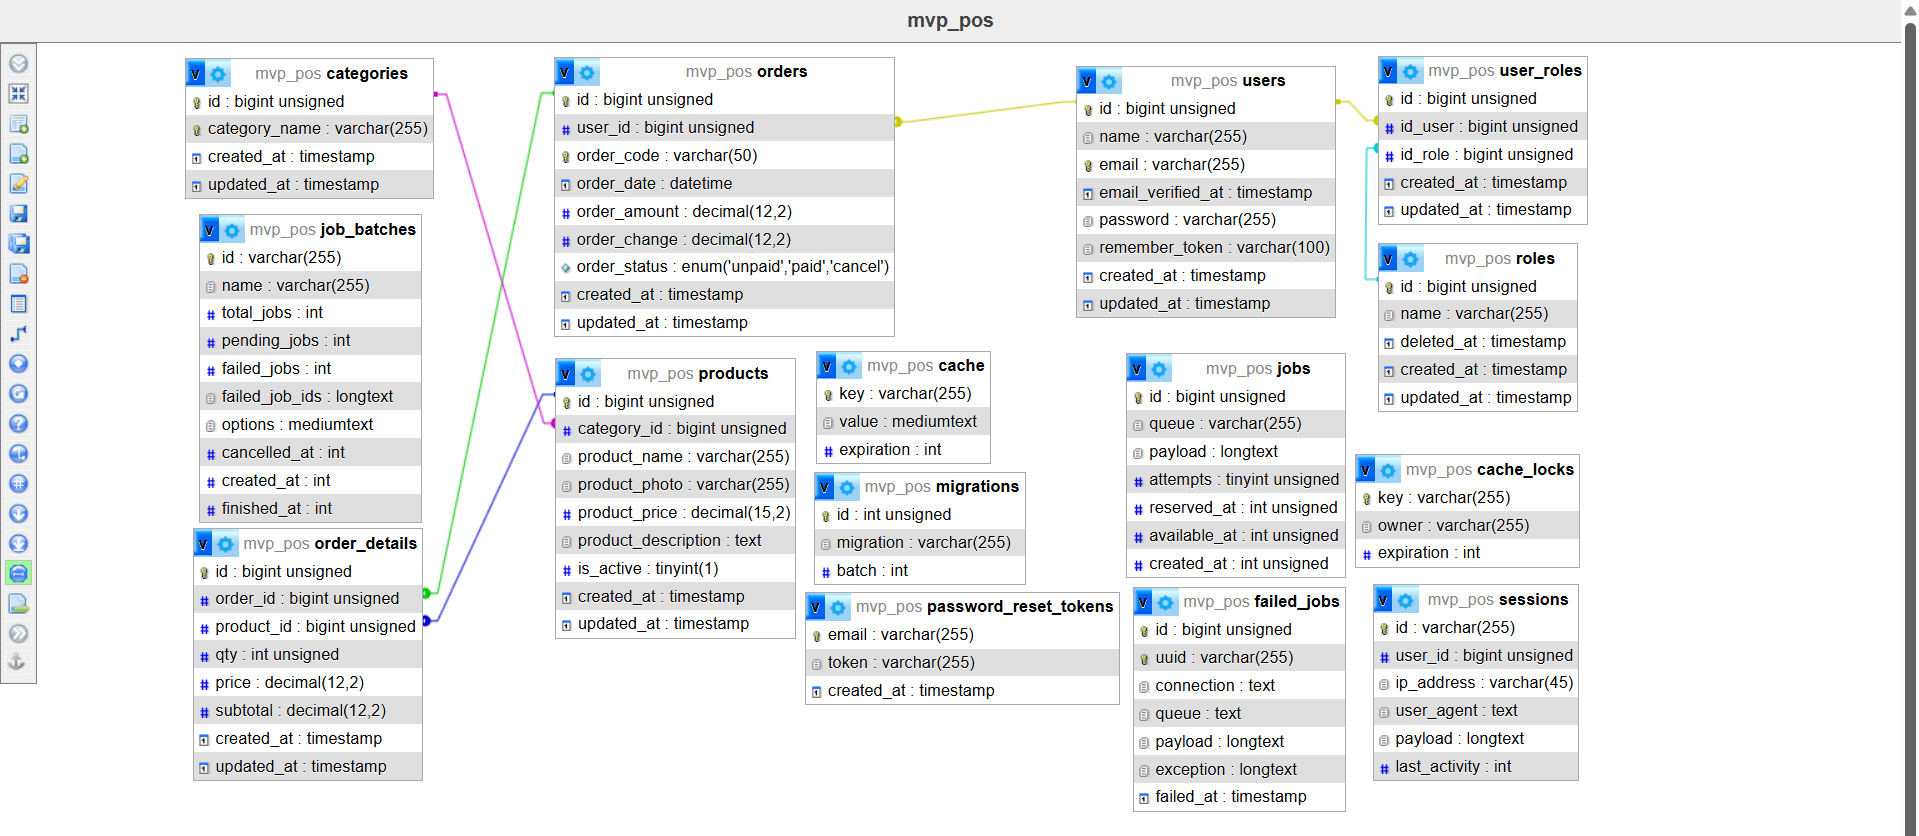 mvp_pos
mvp_pos categories
id : bigint unsigned
category_name : varchar(255)
created_at : timestamp
updated_at : timestamp
mvp_pos job_batches
id : varchar(255)
name : varchar(255)
total_jobs : int
pending_jobs : int
failed_jobs : int
failed_job_ids : longtext
options : mediumtext
cancelled_at : int
created_at : int
finished_at : int
mvp_pos order_details
id : bigint unsigned
order_id : bigint unsigned
product_id : bigint unsigned
qty : int unsigned
price : decimal(12,2)
subtotal : decimal(12,2)
created_at : timestamp
updated_at : timestamp
mvp_pos orders
id : bigint unsigned
user_id : bigint unsigned
order_code : varchar(50)
order_date : datetime
order_amount : decimal(12,2)
order_change : decimal(12,2)
order_status : enum('unpaid','paid','cancel')
created_at : timestamp
updated_at : timestamp
mvp_pos products
id : bigint unsigned
category_id : bigint unsigned
product_name : varchar(255)
product_photo : varchar(255)
product_price : decimal(15,2)
product_description : text
is_active : tinyint(1)
created_at : timestamp
updated_at : timestamp
mvp_pos cache
key : varchar(255)
value : mediumtext
expiration : int
mvp_pos migrations
id : int unsigned
migration : varchar(255)
batch : int
mvp_pos password_reset_tokens
email : varchar(255)
token : varchar(255)
created_at : timestamp
mvp_pos users
id : bigint unsigned
name : varchar(255)
email : varchar(255)
email_verified_at : timestamp
password : varchar(255)
remember_token : varchar(100)
created_at : timestamp
updated_at : timestamp
mvp_pos jobs
id : bigint unsigned
queue : varchar(255)
payload : longtext
attempts : tinyint unsigned
reserved_at : int unsigned
available_at : int unsigned
created_at : int unsigned
mvp_pos failed_jobs
id : bigint unsigned
uuid : varchar(255)
connection : text
queue : text
payload : longtext
exception : longtext
failed_at : timestamp
mvp_pos user_roles
id : bigint unsigned
id_user : bigint unsigned
id_role : bigint unsigned
created_at : timestamp
updated_at : timestamp
mvp_pos roles
id : bigint unsigned
name : varchar(255)
deleted_at : timestamp
created_at : timestamp
updated_at : timestamp
mvp_pos cache_locks
key : varchar(255)
owner : varchar(255)
expiration : int
mvp_pos sessions
id : varchar(255)
user_id : bigint unsigned
ip_address : varchar(45)
user_agent : text
payload : longtext
last_activity : int